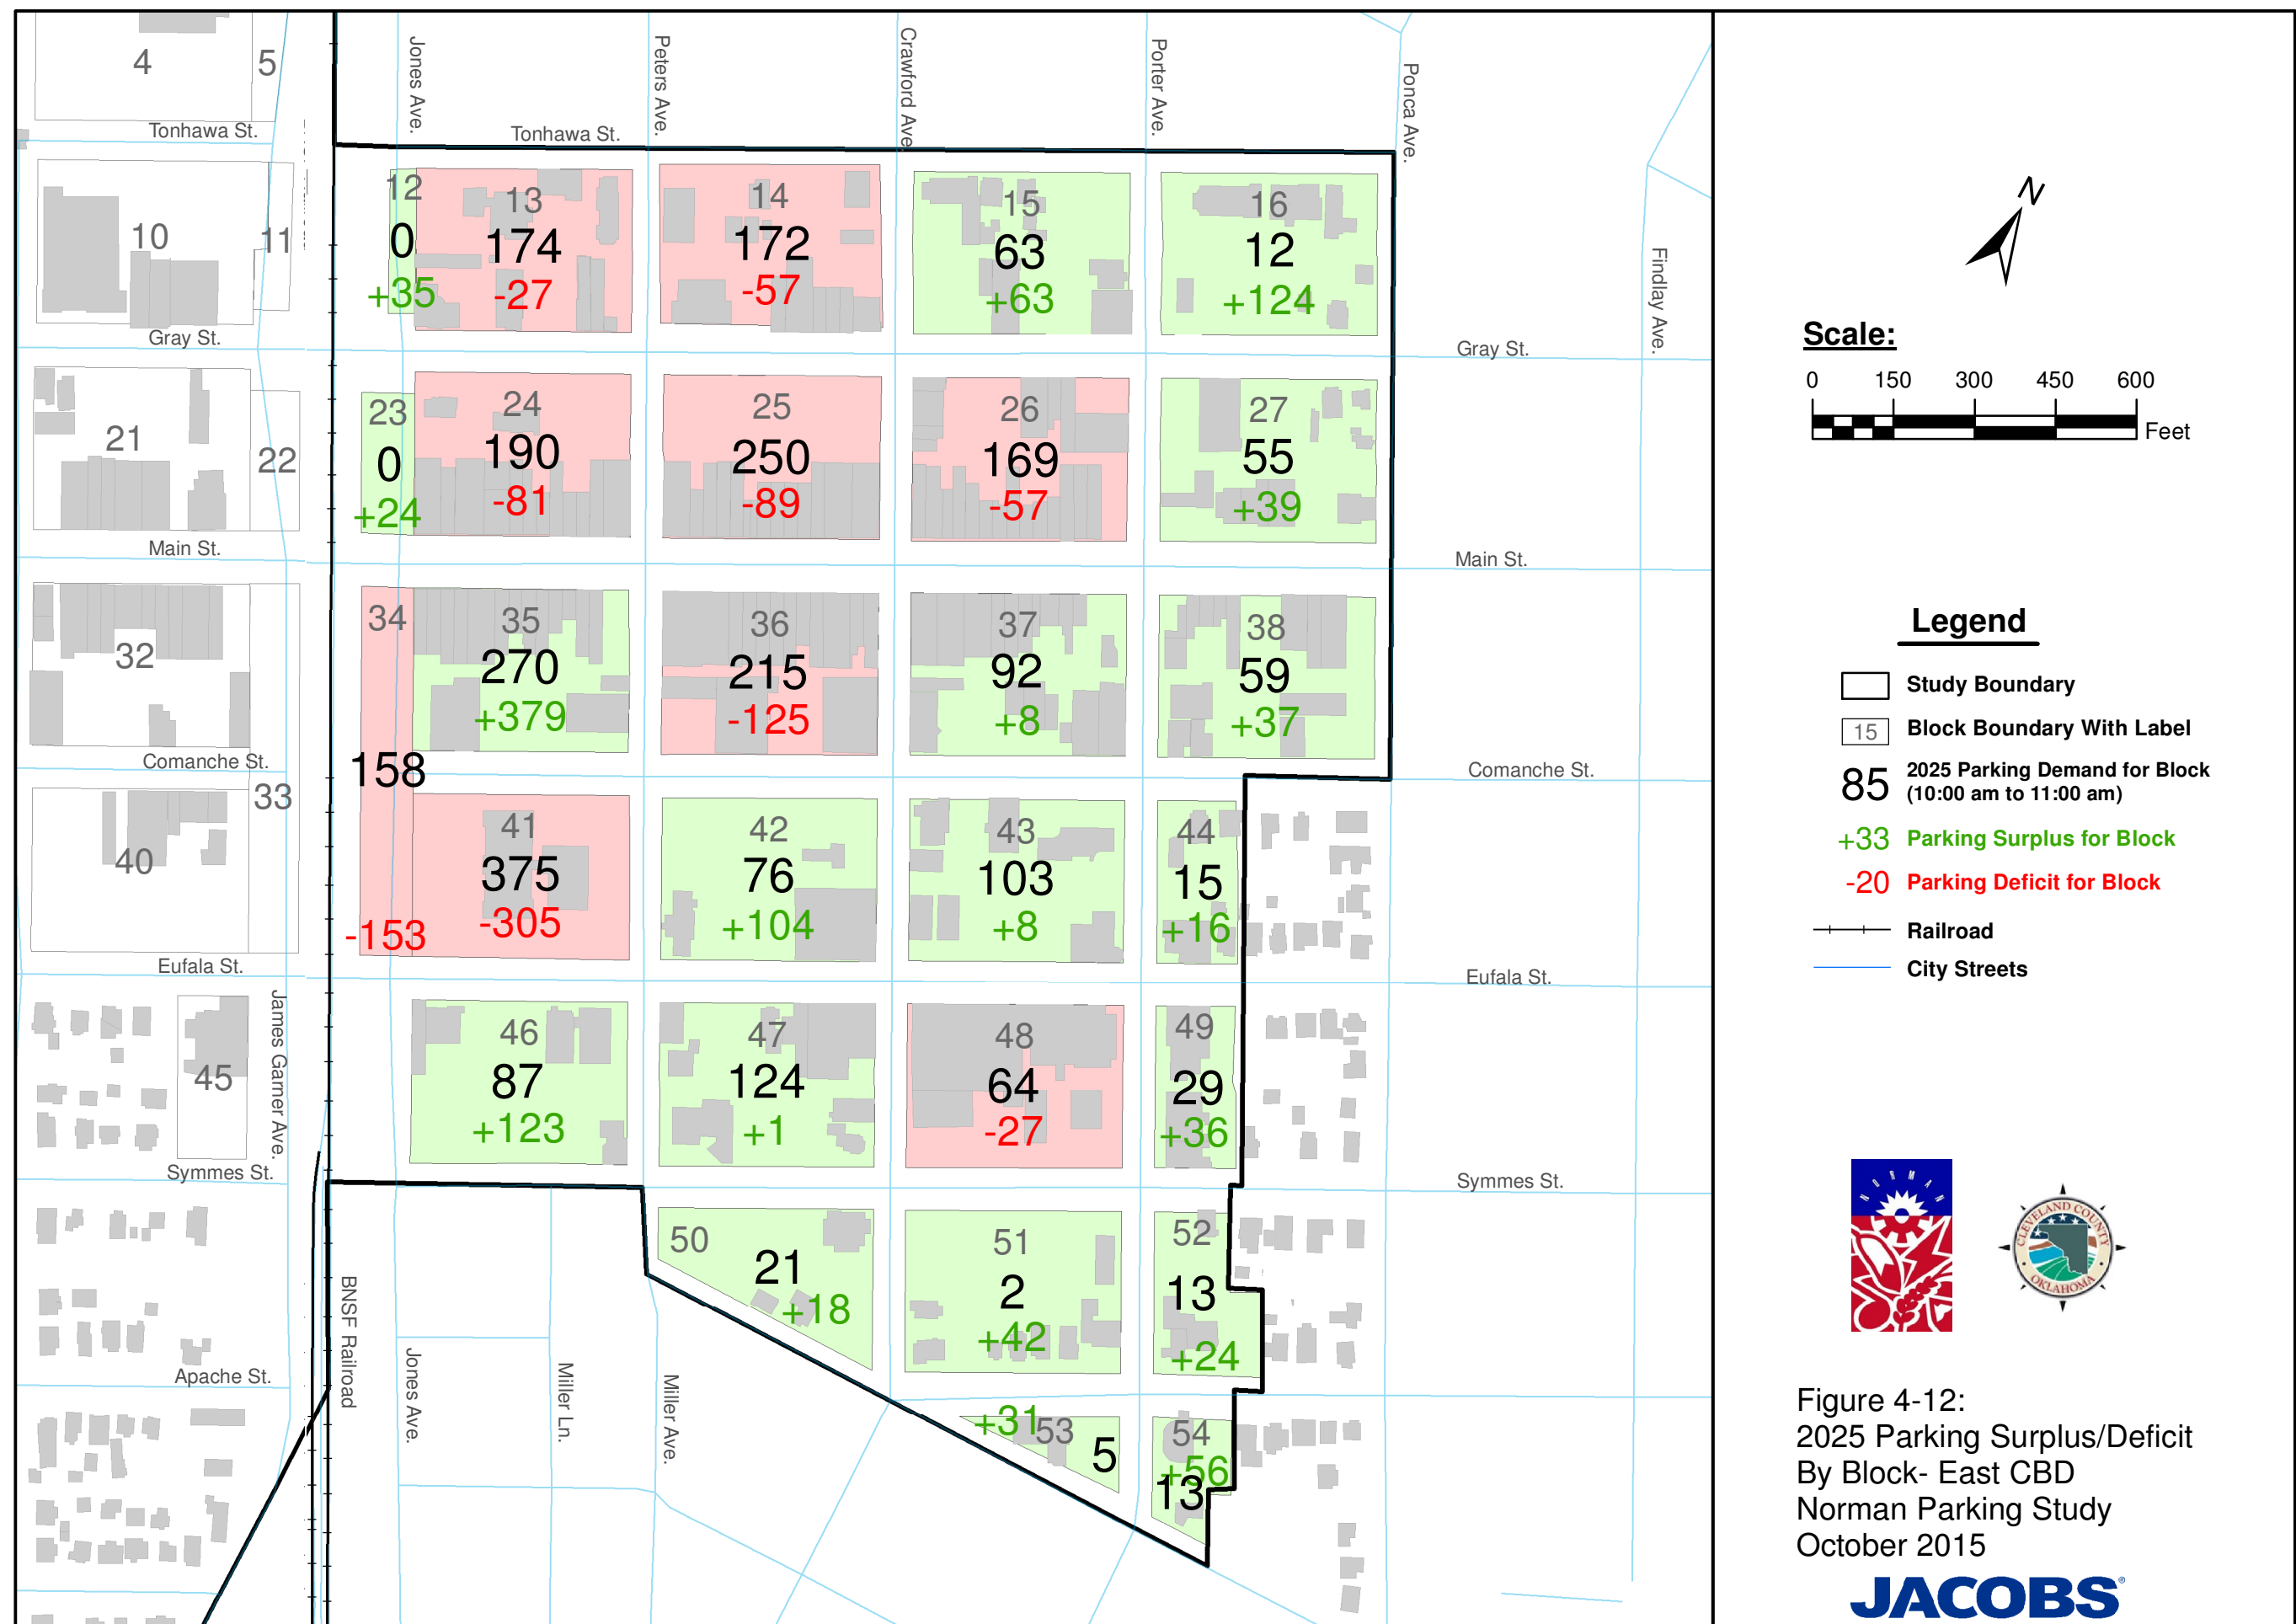 4
5
Jones Ave.
Peters Ave.
Crawford Ave.
Porter Ave.
Ponca Ave.
Tonhawa St.
Tonhawa St.
10
11
12
0
+35
13
174
-27
14
172
-57
15
63
+63
16
12
+124
Findlay Ave.
Gray St.
Gray St.
21
22
23
0
+24
24
190
-81
25
250
-89
26
169
-57
27
55
+39
Main St.
Main St.
32
33
34
158
-153
35
270
+379
36
215
-125
37
92
+8
38
59
+37
Comanche St.
Comanche St.
40
41
375
-305
42
76
+104
43
103
+8
44
15
+16
Eufala St.
Eufala St.
45
James Garner Ave.
46
87
+123
47
124
+1
48
64
-27
49
29
+36
Symmes St.
Symmes St.
50
21
+18
51
2
+42
52
13
+24
Apache St.
BNSF Railroad
Jones Ave.
Miller Ln.
Miller Ave.
+31
53
5
54
+56
13
N
Scale:
0 150 300 450 600
Feet
Legend
Study Boundary
15 Block Boundary With Label
85 2025 Parking Demand for Block
(10:00 am to 11:00 am)
+33 Parking Surplus for Block
-20 Parking Deficit for Block
Railroad
City Streets
NORMAN
CLEVELAND COUNTY
OKLAHOMA
Figure 4-12:
2025 Parking Surplus/Deficit
By Block- East CBD
Norman Parking Study
October 2015
JACOBS®